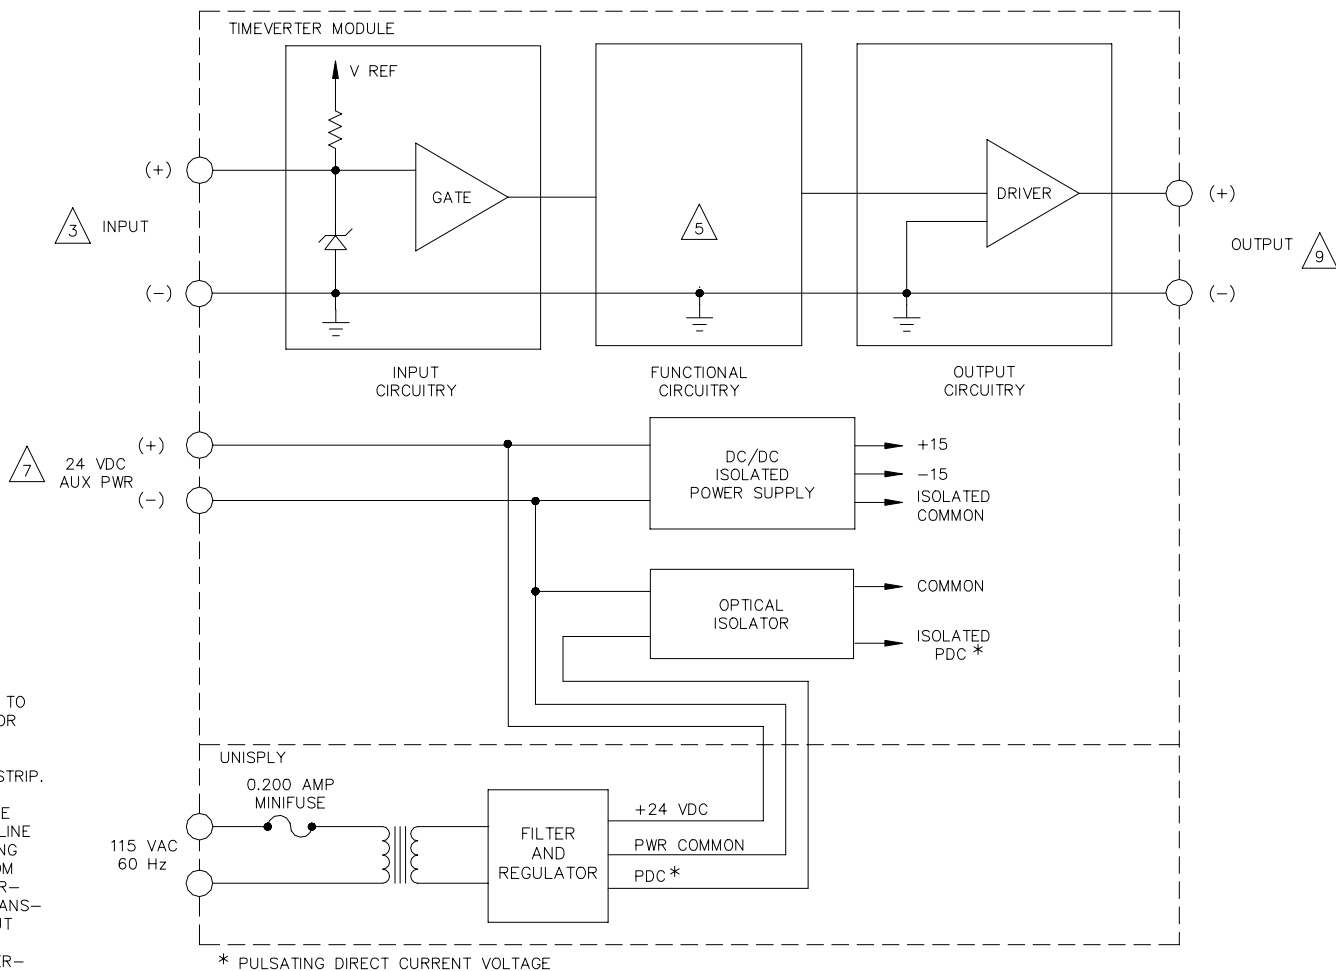 TIMEVERTER MODULE
V REF
(+)
GATE
DRIVER
(+)
3
INPUT
5
OUTPUT
9
(-)
(-)
INPUT
CIRCUITRY
FUNCTIONAL
CIRCUITRY
OUTPUT
CIRCUITRY
(+)
7
24 VDC
AUX PWR
(-)
DC/DC
ISOLATED
POWER SUPPLY
+15
-15
ISOLATED
COMMON
OPTICAL
ISOLATOR
COMMON
ISOLATED
PDC *
TO
OR
STRIP.
E
LINE
NG
OM
R-
ANS-
UT
ER-
UNISPLY
0.200 AMP
MINIFUSE
115 VAC
60 Hz
FILTER
AND
REGULATOR
+24 VDC
PWR COMMON
PDC *
* PULSATING DIRECT CURRENT VOLTAGE